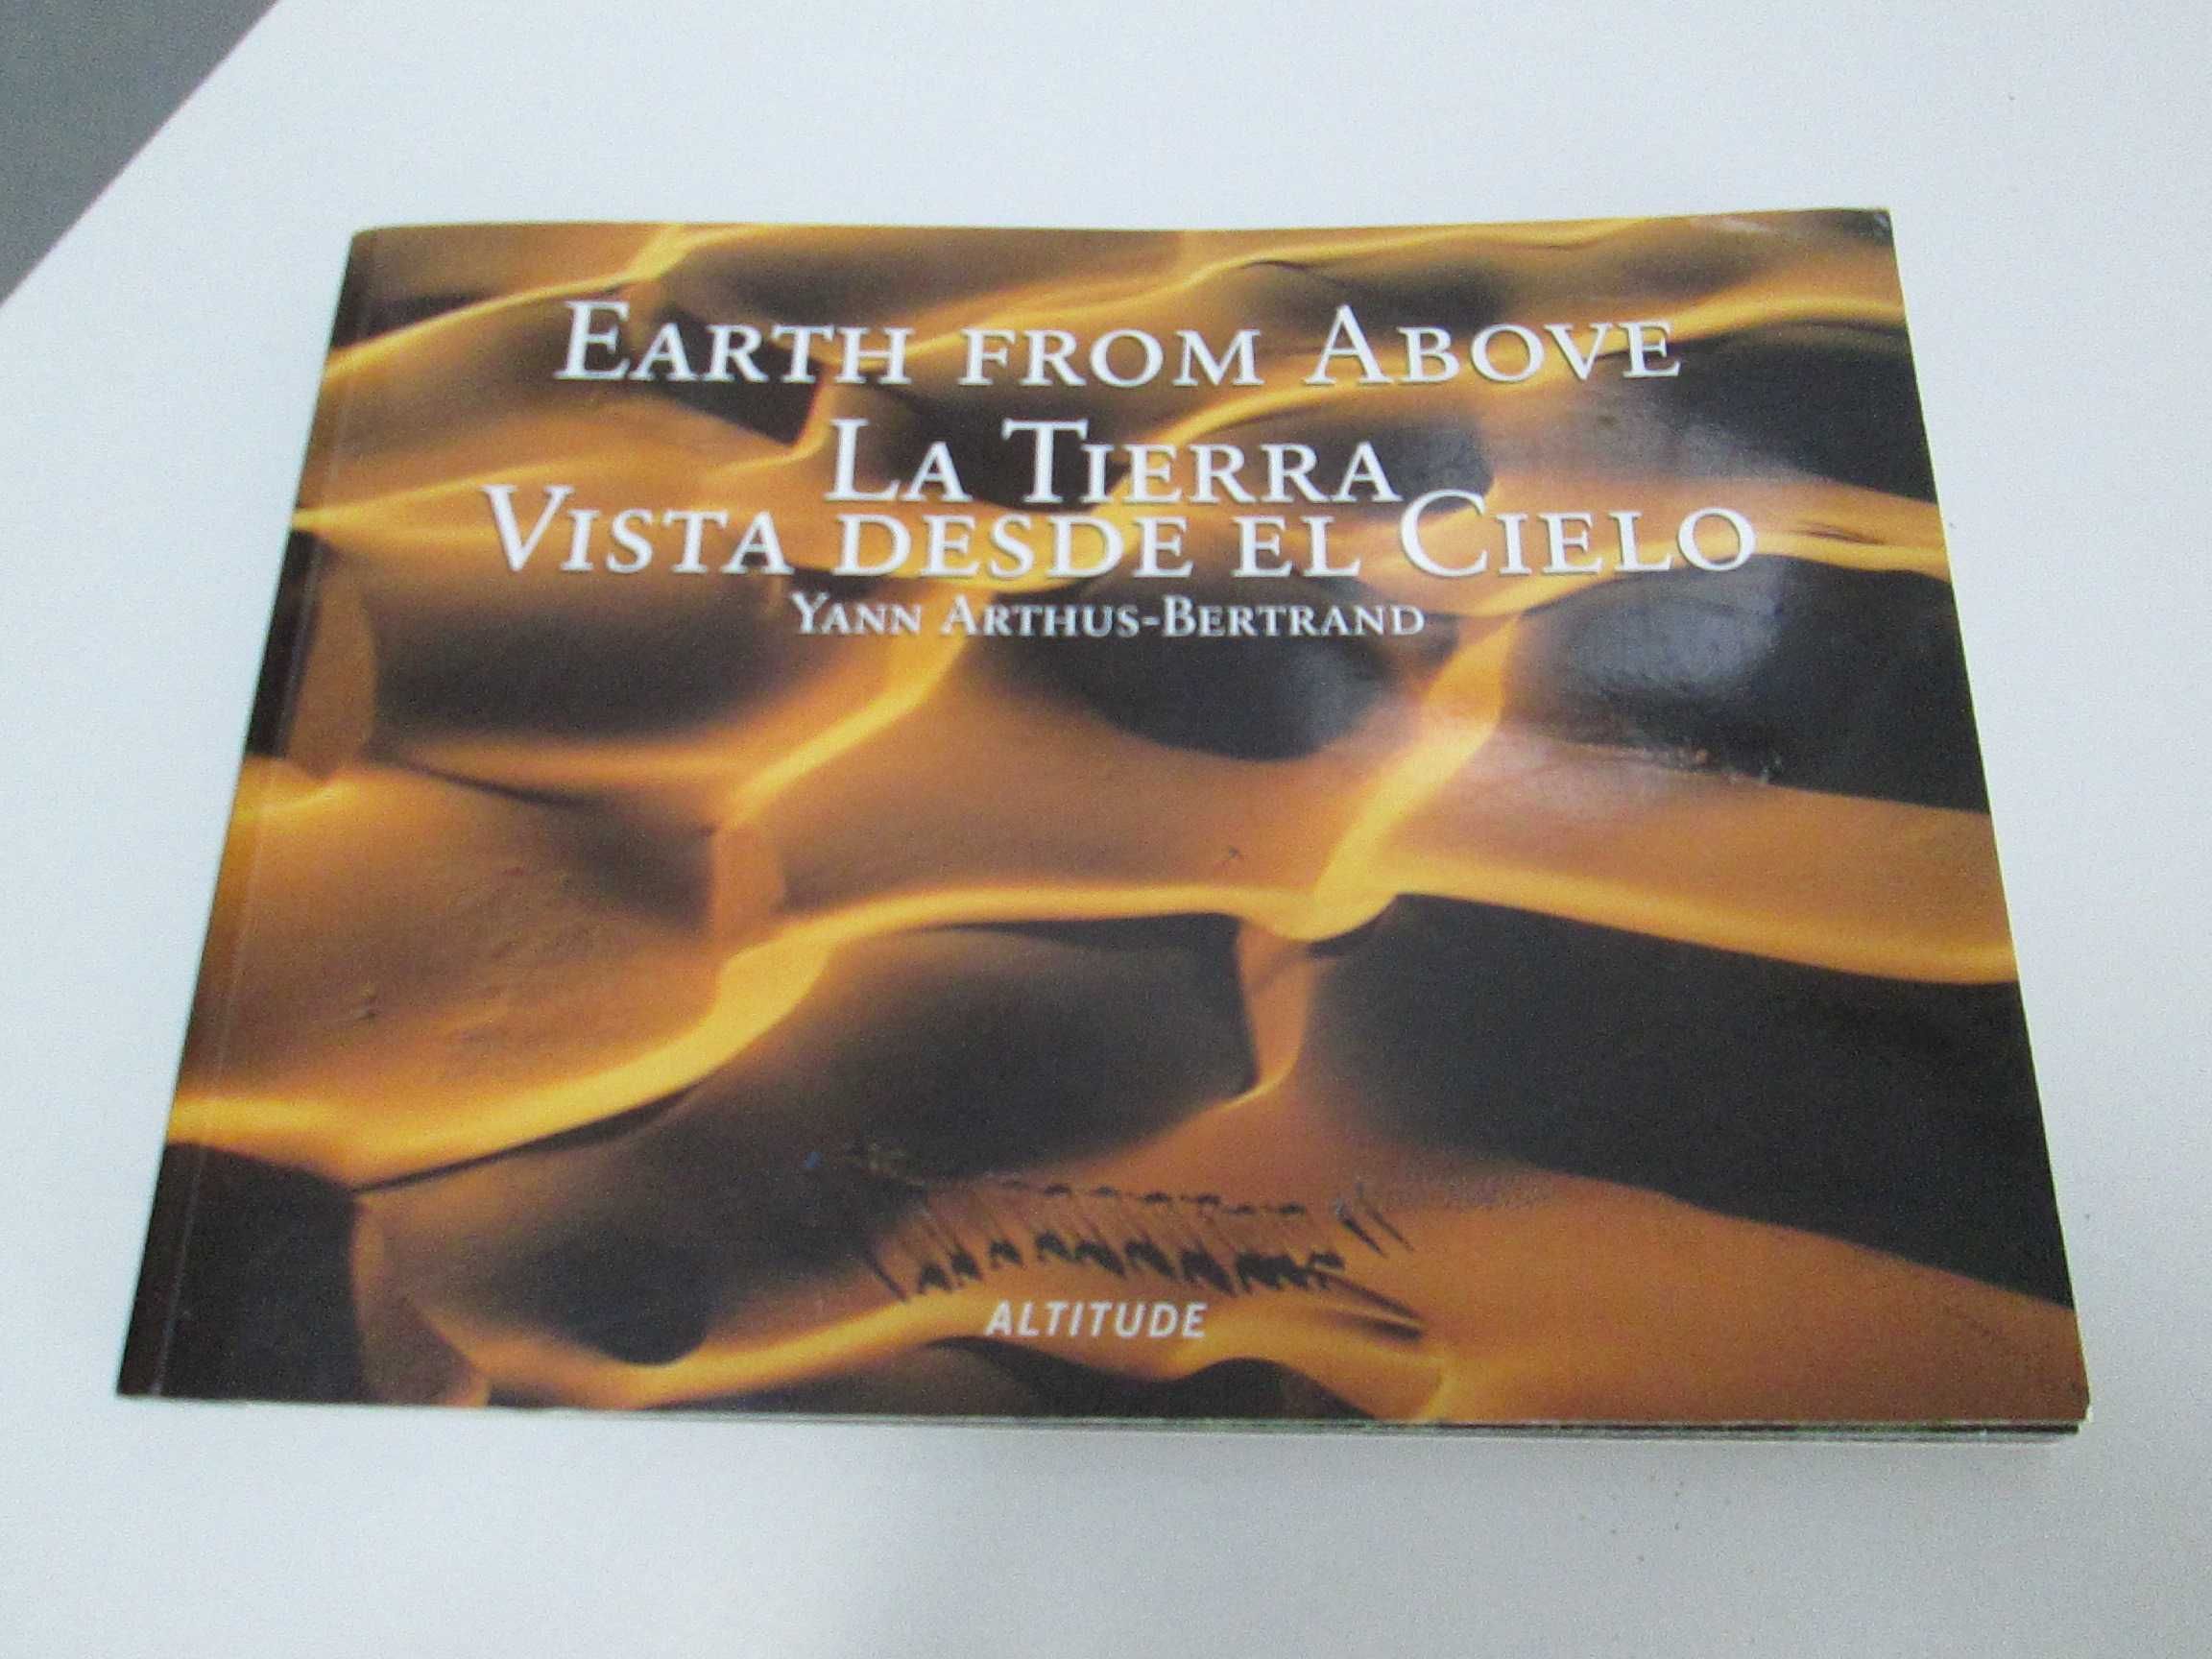 EARTH FROM ABOVE
LA TIERRA
VISTA DESDE EL CIELO
YANN ARTHUS-BERTRAND
ALTITUDE